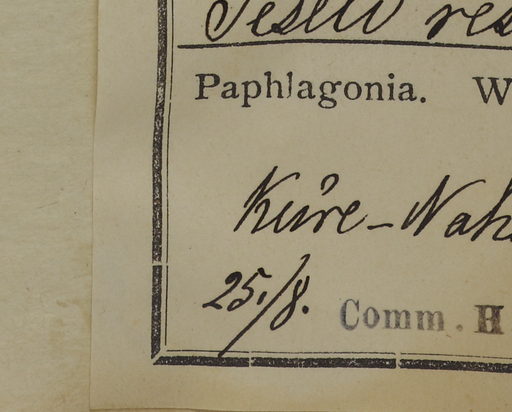 Paphlagonia. W
Küre-Nah
25./8. Comm. H